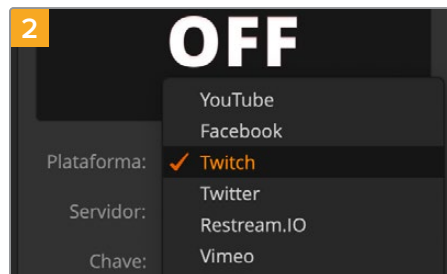 2
OFF
YouTube
Facebook
Plataforma: ✓ Twitch
Twitter
Servidor:
Restream.IO
Chave: Vimeo